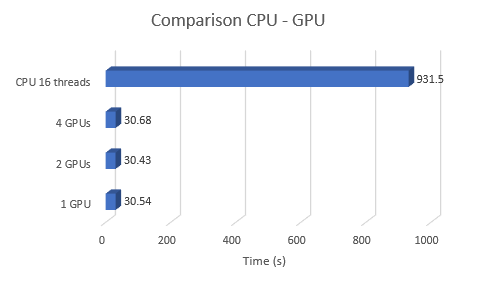 Comparison CPU - GPU
CPU 16 threads
931.5
4 GPUs
30.68
2 GPUs
30.43
1 GPU
30.54
0 200 400 600 800 1000
Time (s)